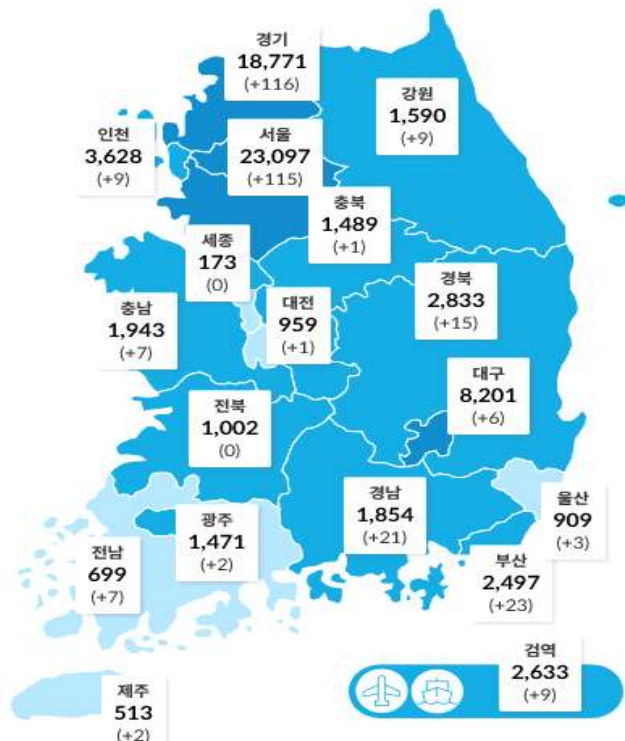 경기
18,771
(+116)
강원
1,590
(+9)
인천
3,628
(+9)
서울
23,097
(+115)
충북
1,489
(+1)
세종
173
(0)
경북
2,833
(+15)
충남
1,943
(+7)
대전
959
(+1)
대구
8,201
(+6)
전북
1,002
(0)
경남
1,854
(+21)
울산
909
(+3)
광주
1,471
(+2)
전남
699
(+7)
부산
2,497
(+23)
검역
2,633
(+9)
제주
513
(+2)